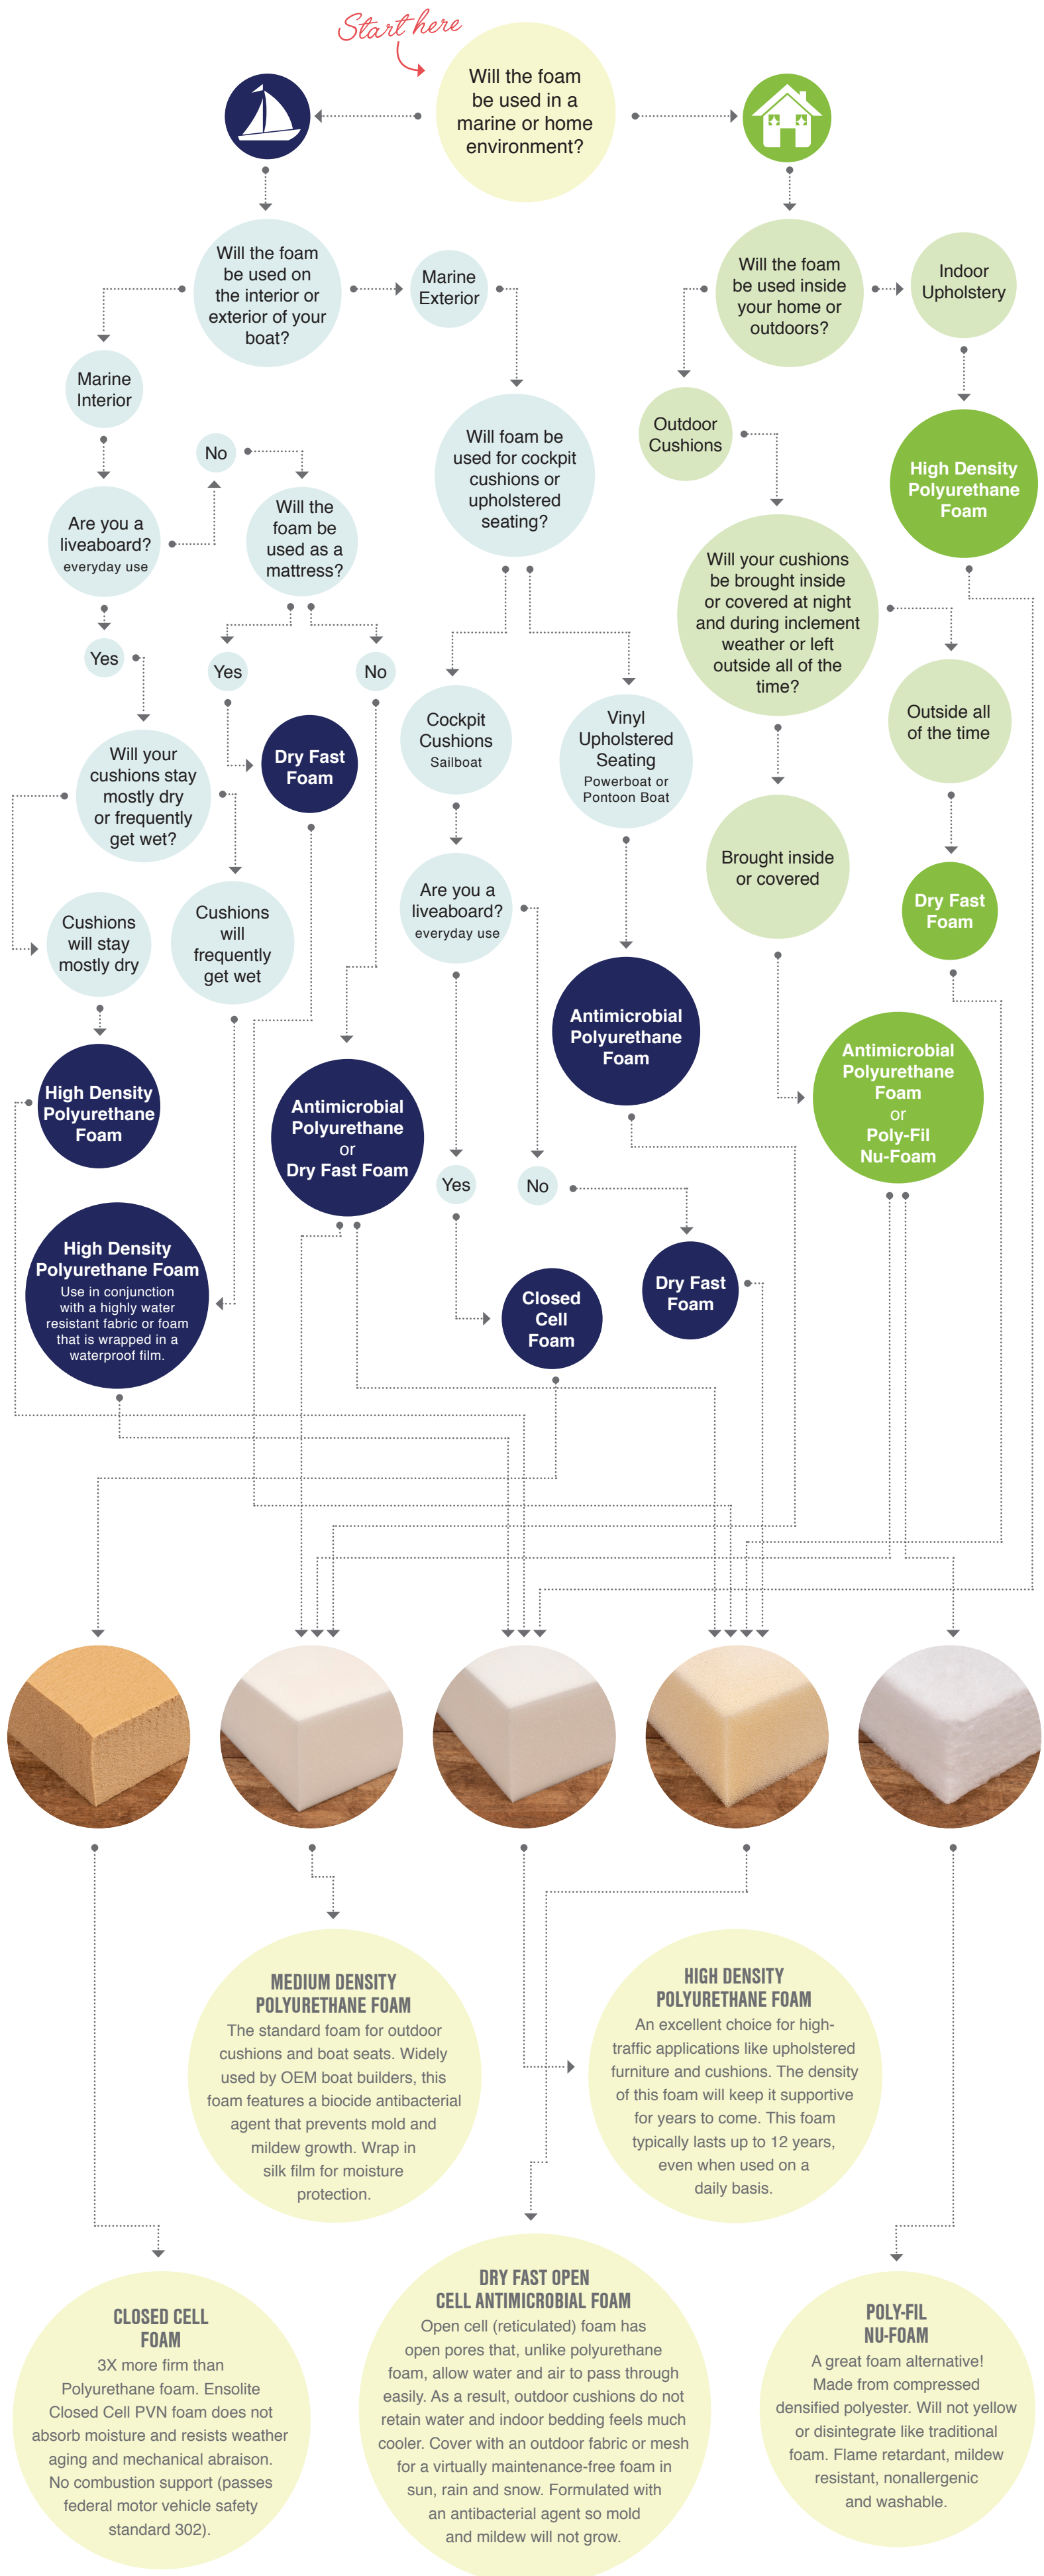 Start here
Will the foam
be used in a
marine or home
environment?
Will the foam
be used on
the interior or
exterior of your
boat?
Marine
Exterior
Will the foam
be used inside
your home or
outdoors?
Indoor
Upholstery
Marine
Interior
Outdoor
Cushions
High Density
Polyurethane
Foam
No
Will foam be
used for cockpit
cushions or
upholstered
seating?
Are you a
liveaboard?
everyday use
Will the
foam be
used as a
mattress?
Will your cushions
be brought inside
or covered at night
and during inclement
weather or left
outside all of the
time?
Yes
Yes
No
Outside all
of the time
Cockpit
Cushions
Sailboat
Vinyl
Upholstered
Seating
Powerboat or
Pontoon Boat
Dry Fast
Foam
Will your
cushions stay
mostly dry
or frequently
get wet?
Brought inside
or covered
Are you a
liveaboard?
everyday use
Dry Fast
Foam
Cushions
will stay
mostly dry
Cushions
will
frequently
get wet
Antimicrobial
Polyurethane
Foam
Antimicrobial
Polyurethane
Foam
or
Poly-Fil
Nu-Foam
High Density
Polyurethane
Foam
Antimicrobial
Polyurethane
or
Dry Fast Foam
Yes
No
High Density
Polyurethane Foam
Use in conjunction
with a highly water
resistant fabric or foam
that is wrapped in a
waterproof film.
Closed
Cell
Foam
Dry Fast
Foam
MEDIUM DENSITY
POLYURETHANE FOAM
The standard foam for outdoor
cushions and boat seats. Widely
used by OEM boat builders, this
foam features a biocide antibacterial
agent that prevents mold and
mildew growth. Wrap in
silk film for moisture
protection.
HIGH DENSITY
POLYURETHANE FOAM
An excellent choice for high-
traffic applications like upholstered
furniture and cushions. The density
of this foam will keep it supportive
for years to come. This foam
typically lasts up to 12 years,
even when used on a
daily basis.
CLOSED CELL
FOAM
3X more firm than
Polyurethane foam. Ensolite
Closed Cell PVN foam does not
absorb moisture and resists weather
aging and mechanical abraison.
No combustion support (passes
federal motor vehicle safety
standard 302).
DRY FAST OPEN
CELL ANTIMICROBIAL FOAM
Open cell (reticulated) foam has
open pores that, unlike polyurethane
foam, allow water and air to pass through
easily. As a result, outdoor cushions do not
retain water and indoor bedding feels much
cooler. Cover with an outdoor fabric or mesh
for a virtually maintenance-free foam in
sun, rain and snow. Formulated with
an antibacterial agent so mold
and mildew will not grow.
POLY-FIL
NU-FOAM
A great foam alternative!
Made from compressed
densified polyester. Will not yellow
or disintegrate like traditional
foam. Flame retardant, mildew
resistant, nonallergenic
and washable.